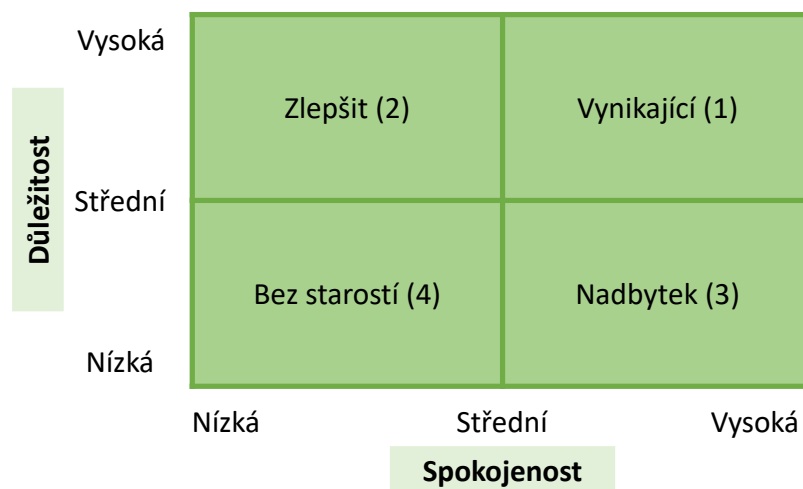 Vysoká
Zlepšit (2)
Vynikající (1)
Důležitost
Střední
Bez starostí (4)
Nadbytek (3)
Nízká
Nízká
Střední
Vysoká
Spokojenost